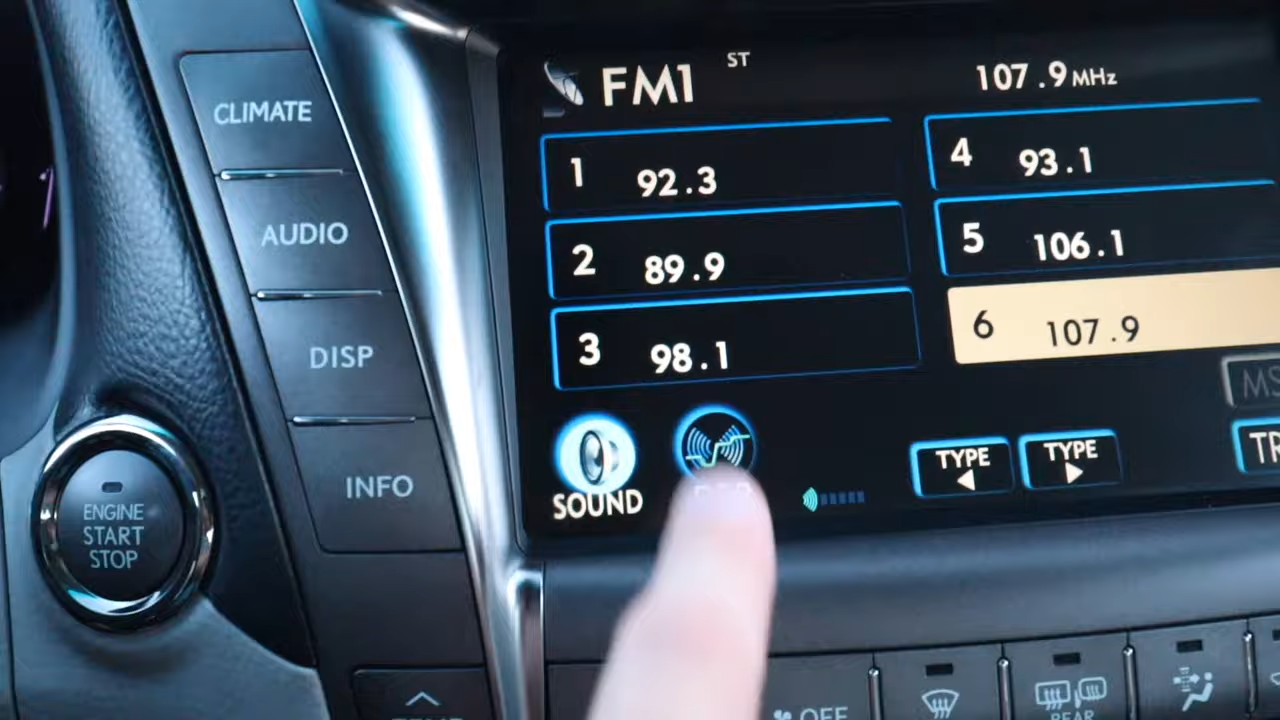 CLIMATE
AUDIO
DISP
INFO
ENGINE
START
STOP
FM1 ST 107.9 MHz
1 92.3
2 89.9
3 98.1
4 93.1
5 106.1
6 107.9
SOUND
TYPE
TYPE
OFF
REAR